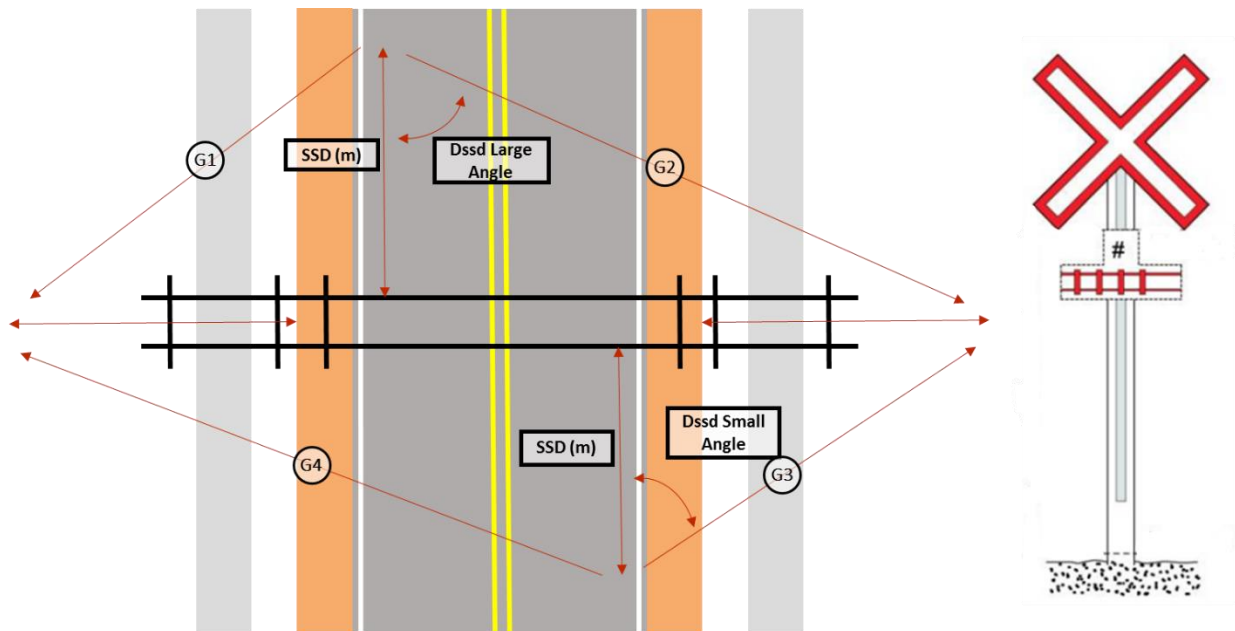 G1
SSD (m)
Dssd Large
Angle
G2
#
Dssd Small
Angle
SSD (m)
G4
G3